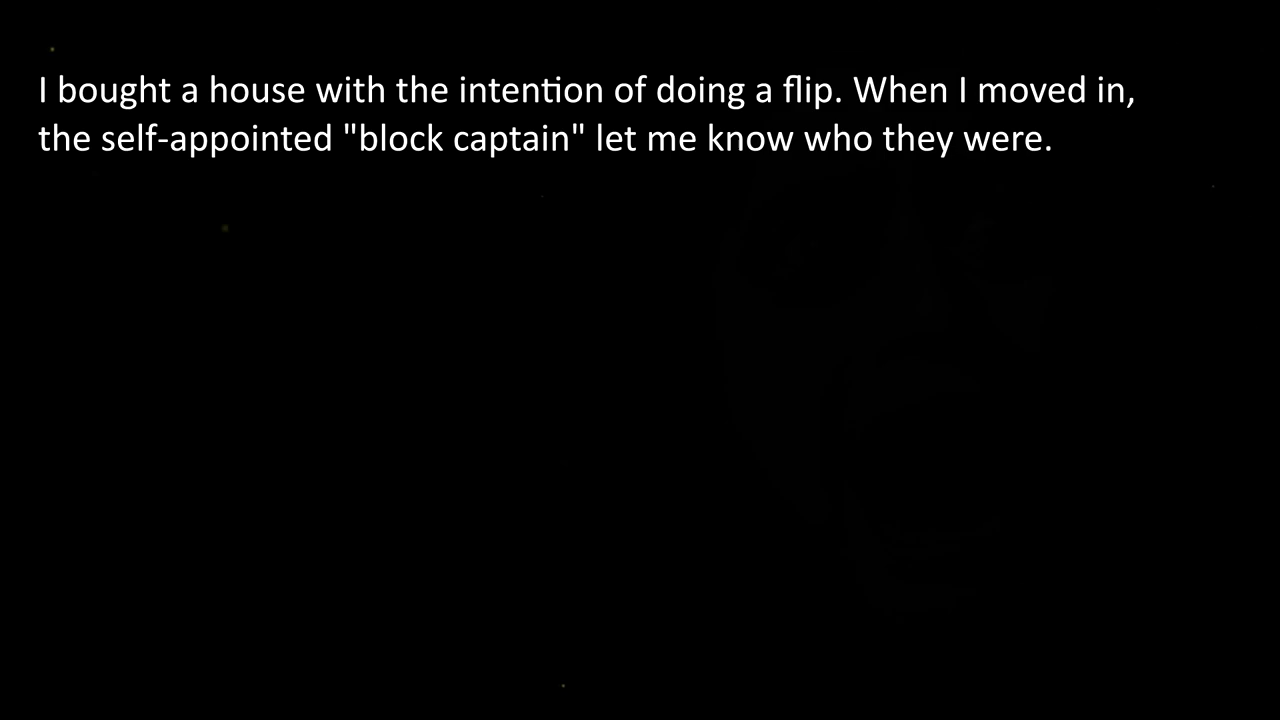 I bought a house with the intention of doing a flip. When I moved in,
the self-appointed "block captain" let me know who they were.